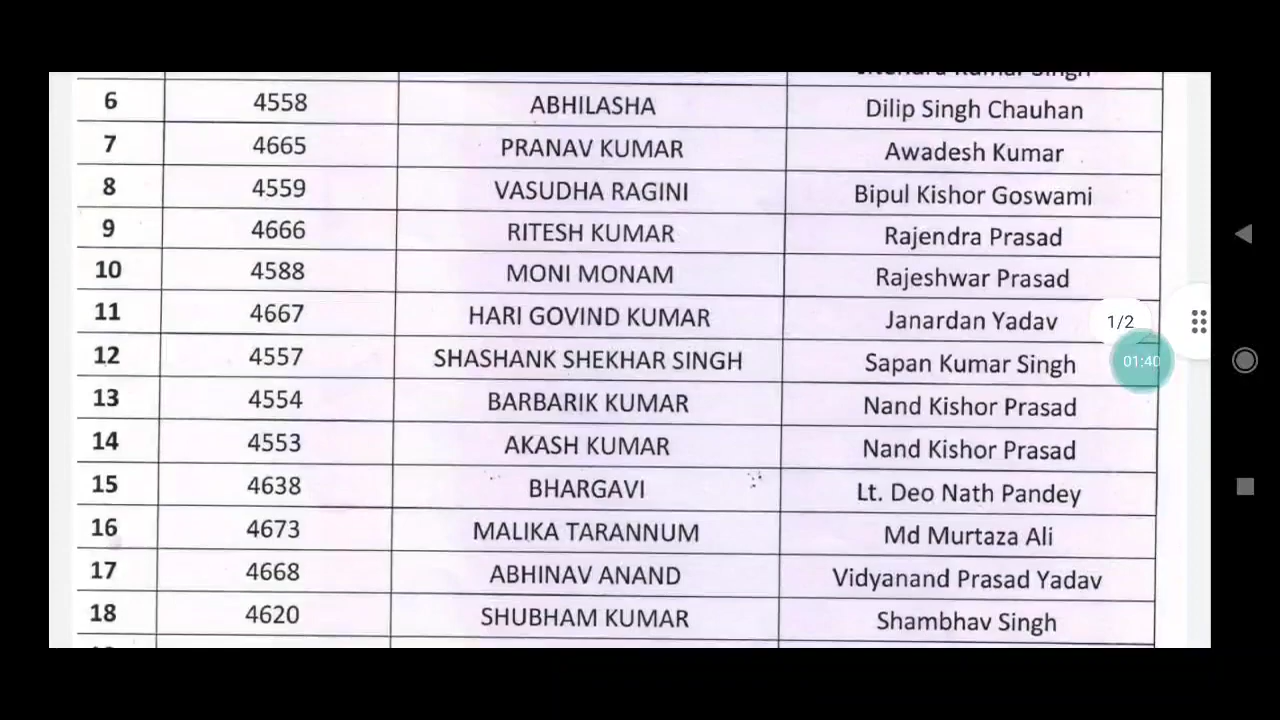 6 4558 ABHILASHA Dilip Singh Chauhan
7 4665 PRANAV KUMAR Awadesh Kumar
8 4559 VASUDHA RAGINI Bipul Kishor Goswami
9 4666 RITESH KUMAR Rajendra Prasad
10 4588 MONI MONAM Rajeshwar Prasad
11 4667 HARI GOVIND KUMAR Janardan Yadav 1/2
12 4557 SHASHANK SHEKHAR SINGH Sapan Kumar Singh 01:40
13 4554 BARBARIK KUMAR Nand Kishor Prasad
14 4553 AKASH KUMAR Nand Kishor Prasad
15 4638 BHARGAVI Lt. Deo Nath Pandey
16 4673 MALIKA TARANNUM Md Murtaza Ali
17 4668 ABHINAV ANAND Vidyanand Prasad Yadav
18 4620 SHUBHAM KUMAR Shambhav Singh